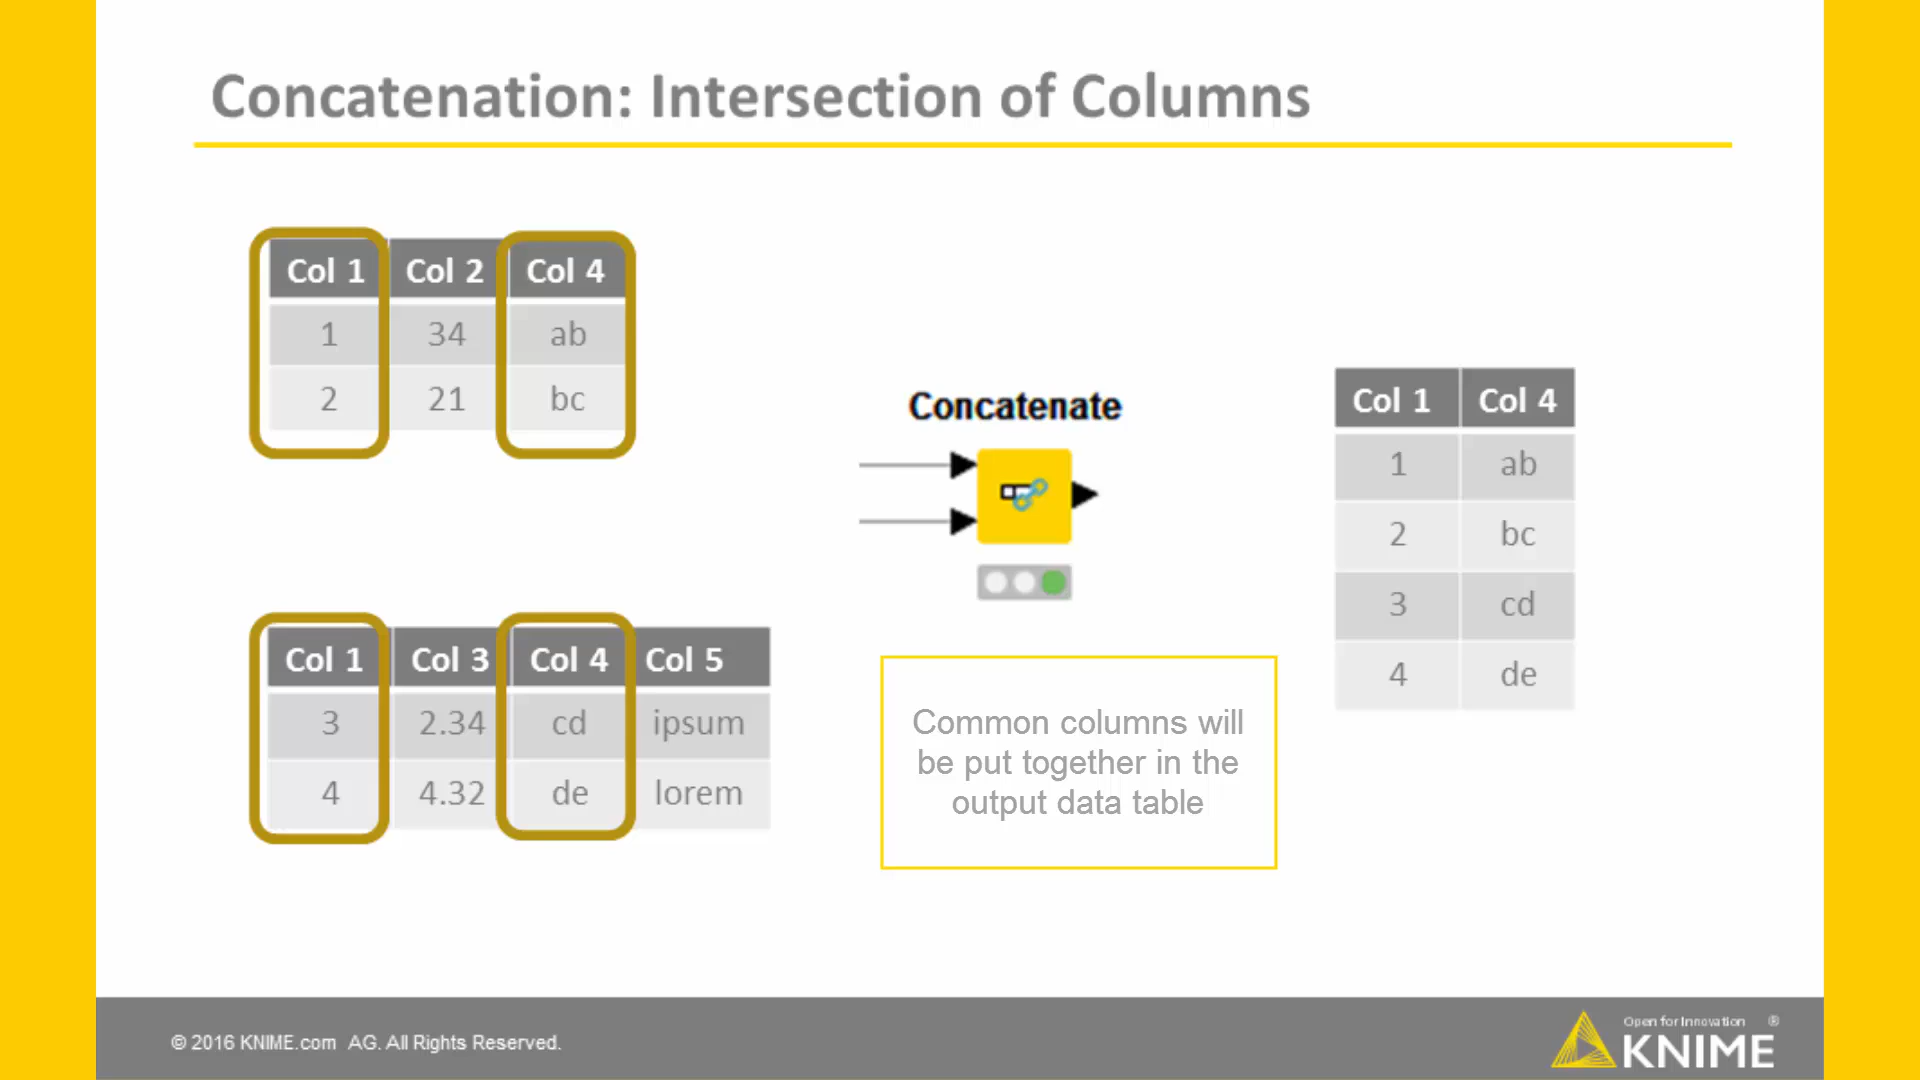 Concatenation: Intersection of Columns
Col 1 Col 2 Col 4
1 34 ab
2 21 bc
Col 1 Col 3 Col 4 Col 5
3 2.34 cd ipsum
4 4.32 de lorem
Concatenate
Common columns will
be put together in the
output data table
Col 1 Col 4
1 ab
2 bc
3 cd
4 de
© 2016 KNIME.com AG. All Rights Reserved.
Open for Innovation ®
KNIME